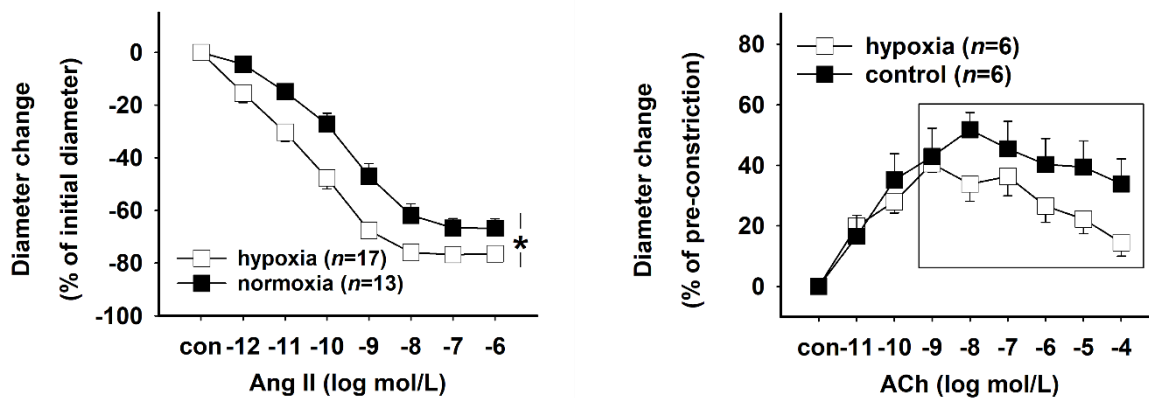 Diameter change
(% of initial diameter)
0
-20
-40
-60
-80
-100
hypoxia (n=17)
normoxia (n=13)
*
con -12 -11 -10 -9 -8 -7 -6
Ang II (log mol/L)
Diameter change
(% of pre-constriction)
80
60
40
20
0
hypoxia (n=6)
control (n=6)
con -11 -10 -9 -8 -7 -6 -5 -4
ACh (log mol/L)